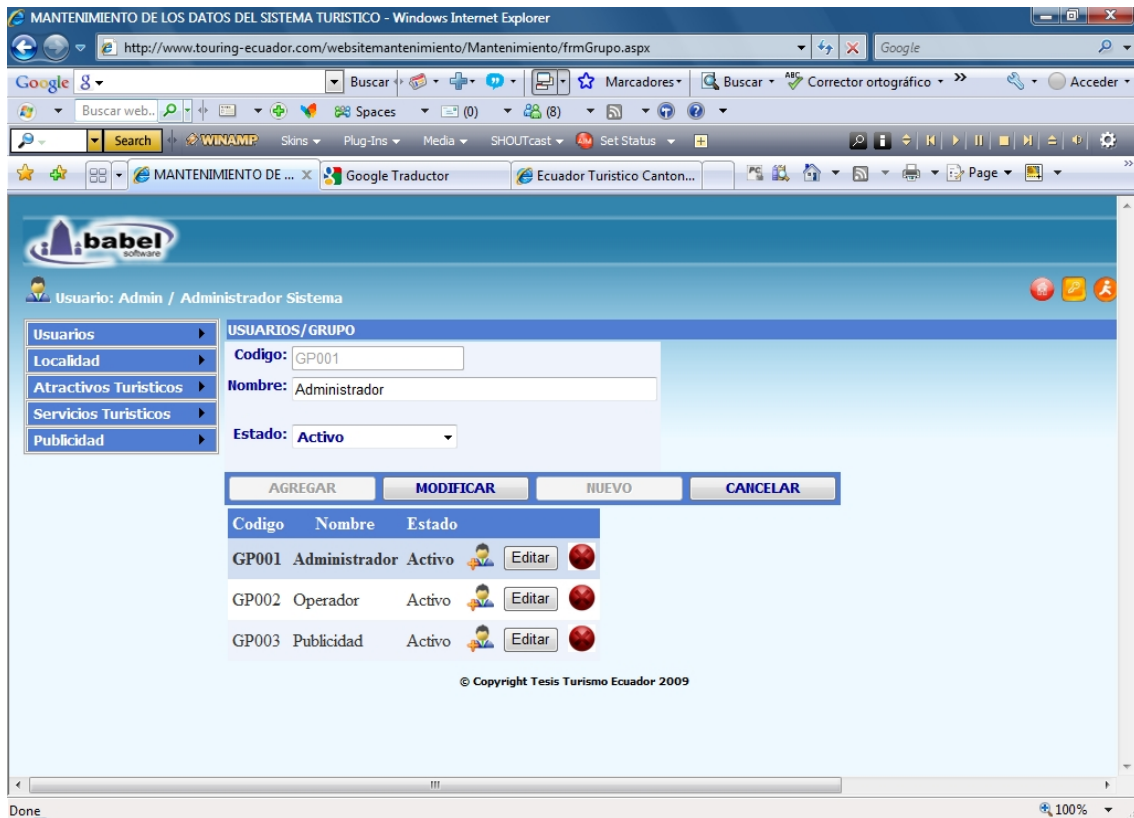 MANTENIMIENTO DE LOS DATOS DEL SISTEMA TURISTICO - Windows Internet Explorer
http://www.touring-ecuador.com/websitemantenimiento/Mantenimiento/frmGrupo.aspx Google
Google Buscar Marcadores Buscar ABC Corrector ortográfico Acceder
Buscar web... Spaces (0) (8)
Search WINAMP Skins Plug-Ins Media SHOUTcast Set Status
MANTENIMIENTO DE ... X Google Traductor Ecuador Turistico Canton... Page
babel
software
Usuario: Admin / Administrador Sistema
Usuarios
Localidad
Atractivos Turisticos
Servicios Turisticos
Publicidad
USUARIOS/GRUPO
Codigo: GP001
Nombre: Administrador
Estado: Activo
AGREGAR MODIFICAR NUEVO CANCELAR
Codigo Nombre Estado
GP001 Administrador Activo Editar
GP002 Operador Activo Editar
GP003 Publicidad Activo Editar
© Copyright Tesis Turismo Ecuador 2009
Done 100%